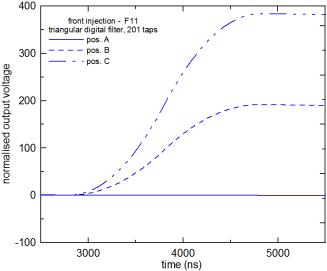 front injection - F11
triangular digital filter, 201 taps
pos. A
pos. B
pos. C
normalised output voltage
400
300
200
100
0
-100
3000
4000
5000
time (ns)